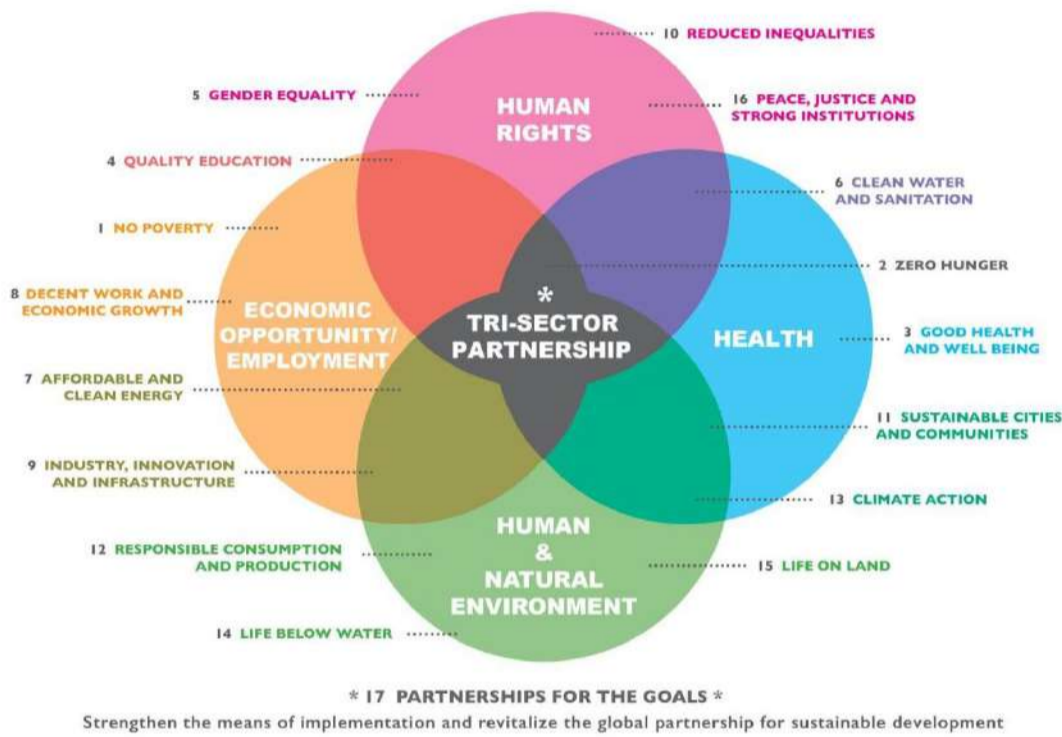 10 REDUCED INEQUALITIES
5 GENDER EQUALITY
16 PEACE, JUSTICE AND
STRONG INSTITUTIONS
HUMAN
RIGHTS
4 QUALITY EDUCATION
6 CLEAN WATER
AND SANITATION
1 NO POVERTY
2 ZERO HUNGER
8 DECENT WORK AND
ECONOMIC GROWTH
ECONOMIC
OPPORTUNITY/
EMPLOYMENT
*
TRI-SECTOR
PARTNERSHIP
HEALTH
3 GOOD HEALTH
AND WELL BEING
7 AFFORDABLE AND
CLEAN ENERGY
11 SUSTAINABLE CITIES
AND COMMUNITIES
9 INDUSTRY, INNOVATION
AND INFRASTRUCTURE
13 CLIMATE ACTION
HUMAN
&
NATURAL
ENVIRONMENT
12 RESPONSIBLE CONSUMPTION
AND PRODUCTION
15 LIFE ON LAND
14 LIFE BELOW WATER
* 17 PARTNERSHIPS FOR THE GOALS *
Strengthen the means of implementation and revitalize the global partnership for sustainable development